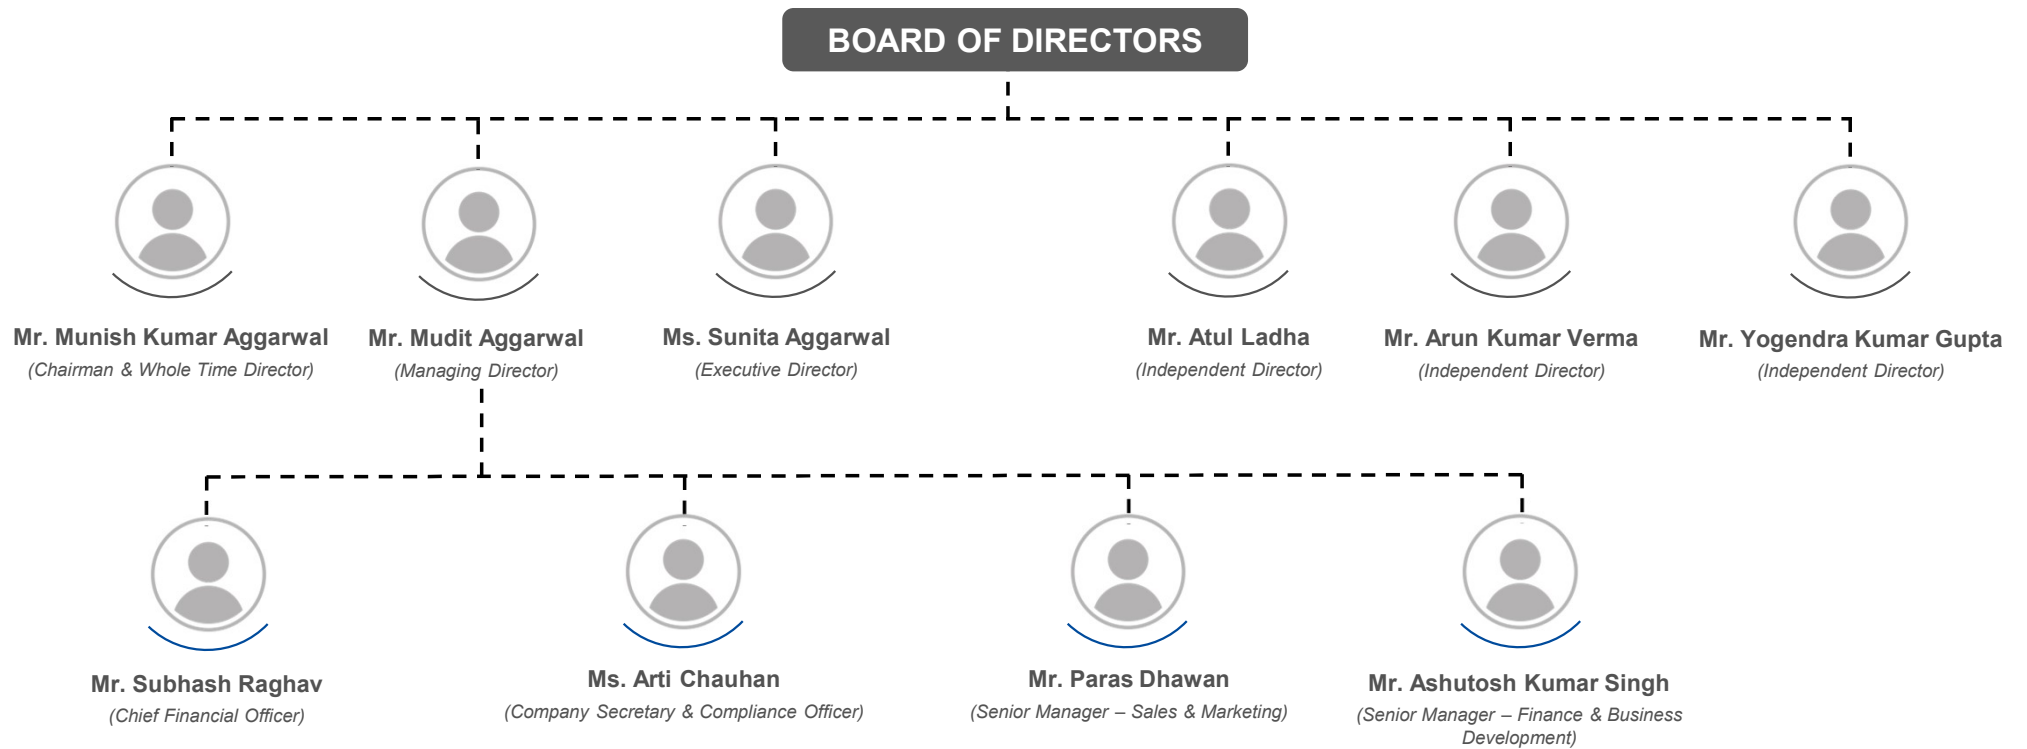 BOARD OF DIRECTORS
Mr. Munish Kumar Aggarwal
(Chairman & Whole Time Director)
Mr. Mudit Aggarwal
(Managing Director)
Ms. Sunita Aggarwal
(Executive Director)
Mr. Atul Ladha
(Independent Director)
Mr. Arun Kumar Verma
(Independent Director)
Mr. Yogendra Kumar Gupta
(Independent Director)
Mr. Subhash Raghav
(Chief Financial Officer)
Ms. Arti Chauhan
(Company Secretary & Compliance Officer)
Mr. Paras Dhawan
(Senior Manager – Sales & Marketing)
Mr. Ashutosh Kumar Singh
(Senior Manager – Finance & Business
Development)